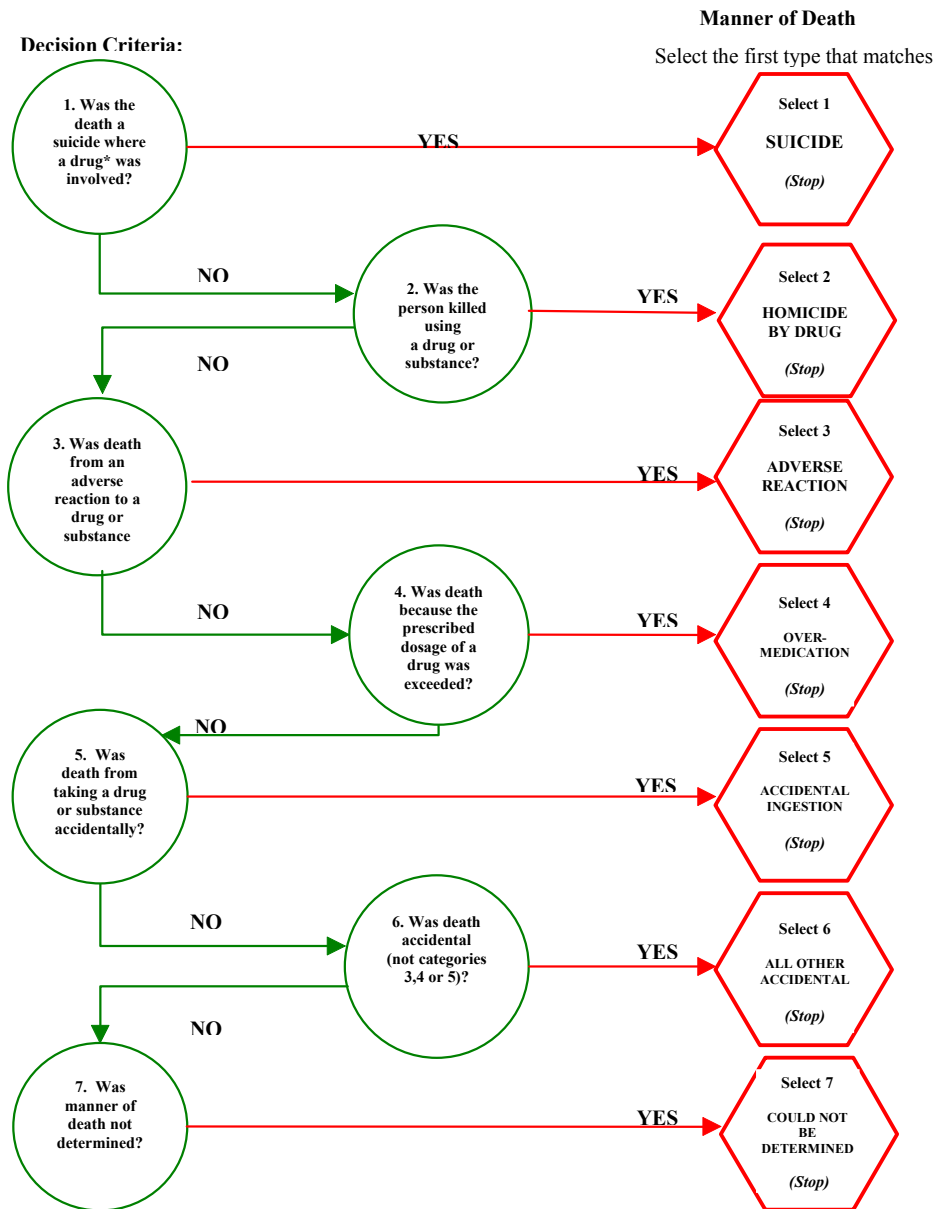 Manner of Death
Decision Criteria:
Select the first type that matches
1. Was the
death a
suicide where
a drug* was
involved?
YES
Select 1
SUICIDE
(Stop)
NO
2. Was the
person killed
using
a drug or
substance?
YES
Select 2
HOMICIDE
BY DRUG
(Stop)
NO
3. Was death
from an
adverse
reaction to a
drug or
substance
YES
Select 3
ADVERSE
REACTION
(Stop)
NO
4. Was death
because the
prescribed
dosage of a
drug was
exceeded?
YES
Select 4
OVER-
MEDICATION
(Stop)
NO
5. Was
death from
taking a drug
or substance
accidentally?
YES
Select 5
ACCIDENTAL
INGESTION
(Stop)
NO
6. Was death
accidental
(not categories
3,4 or 5)?
YES
Select 6
ALL OTHER
ACCIDENTAL
(Stop)
NO
7. Was
manner of
death not
determined?
YES
Select 7
COULD NOT
BE
DETERMINED
(Stop)